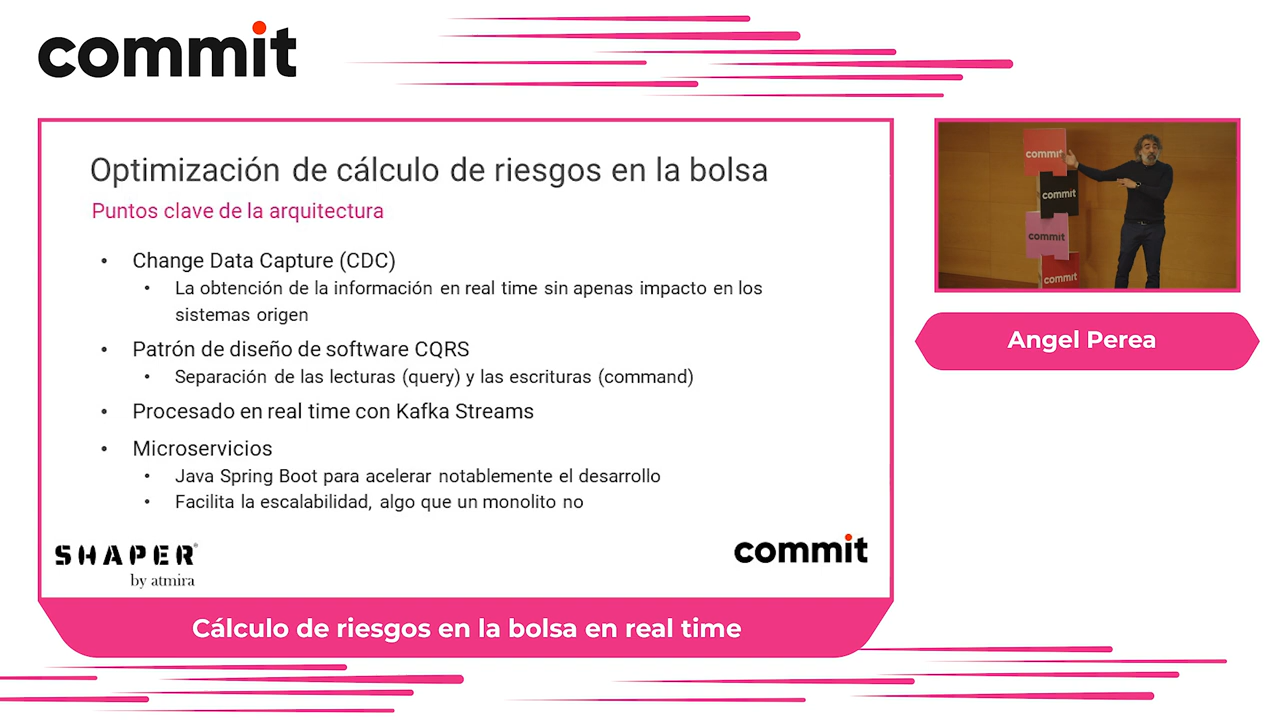 commit
Optimización de cálculo de riesgos en la bolsa
Puntos clave de la arquitectura
• Change Data Capture (CDC)
• La obtención de la información en real time sin apenas impacto en los
sistemas origen
• Patrón de diseño de software CQRS
• Separación de las lecturas (query) y las escrituras (command)
• Procesado en real time con Kafka Streams
• Microservicios
• Java Spring Boot para acelerar notablemente el desarrollo
• Facilita la escalabilidad, algo que un monolito no
SHAPER®
by atmira
commit
Cálculo de riesgos en la bolsa en real time
commit
commit
commit
commit
Angel Perea